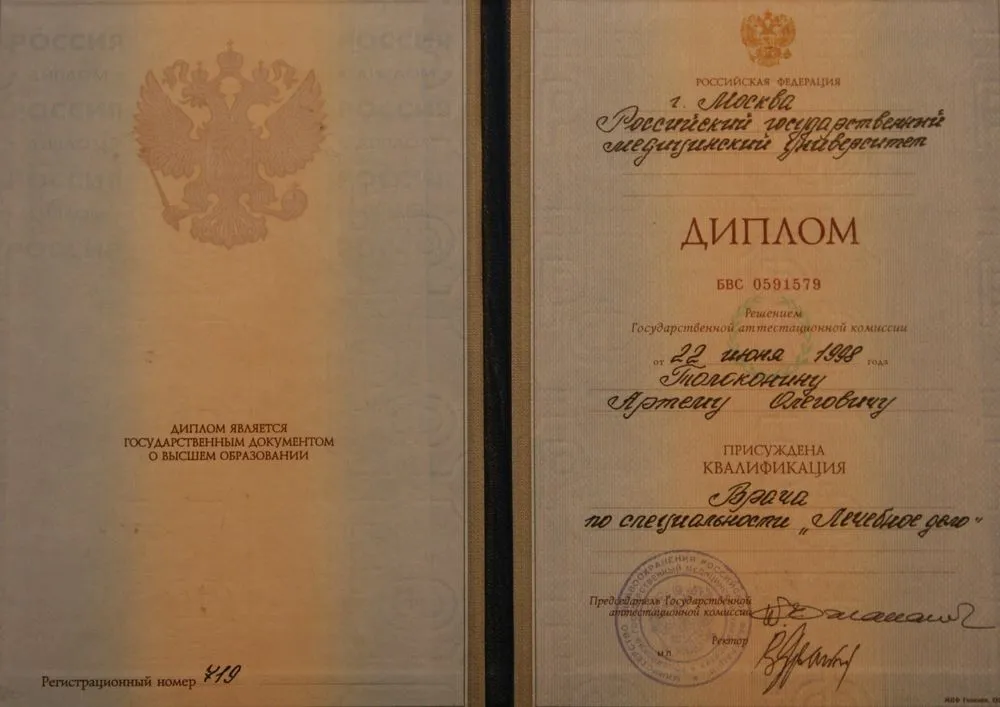 ДИПЛОМ ЯВЛЯЕТСЯ
ГОСУДАРСТВЕННЫМ ДОКУМЕНТОМ
О ВЫСШЕМ ОБРАЗОВАНИИ
Регистрационный номер 719
РОССИЙСКАЯ ФЕДЕРАЦИЯ
г. Москва
Российский государственный
медицинский университет
ДИПЛОМ
БВС 0591579
Решением
Государственной аттестационной комиссии
от 22 июня 1998 года
Толоконину
Артему Олеговичу
ПРИСУЖДЕНА
КВАЛИФИКАЦИЯ
Врача
по специальности „Лечебное дело"
Председатель Государственной
аттестационной комиссии
Ректор
М.П.